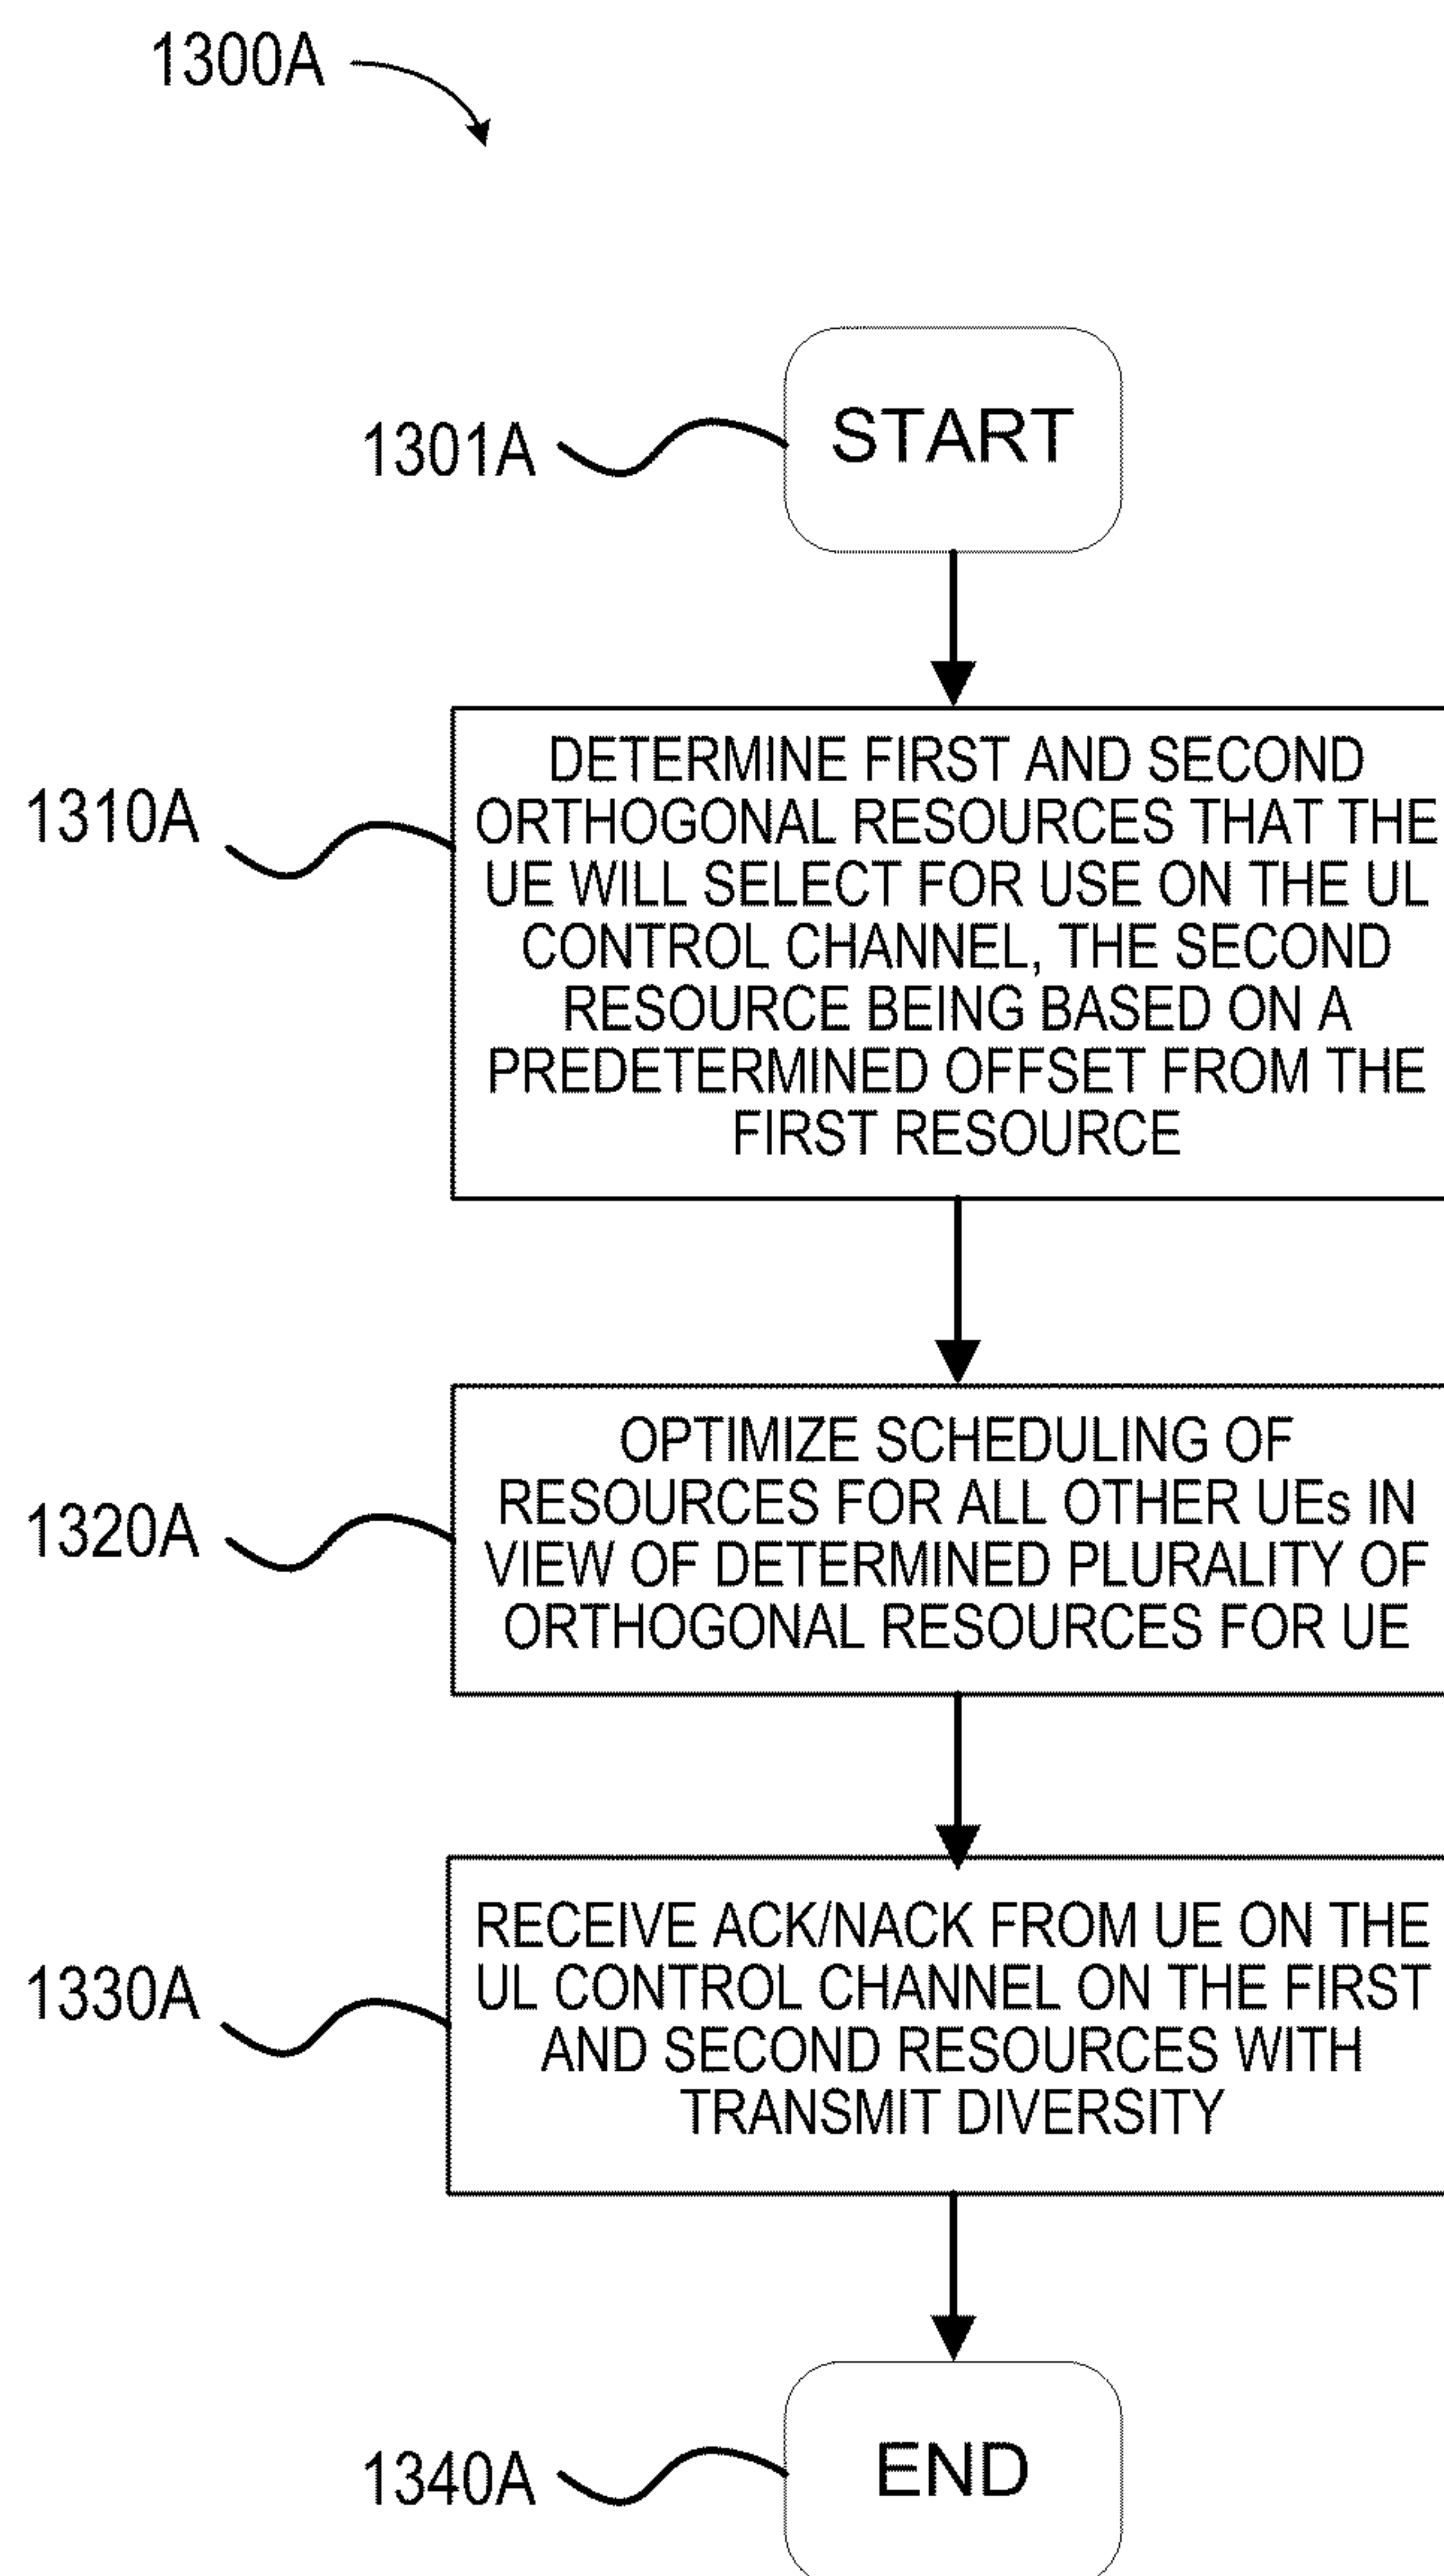 1300A
START
1301A
DETERMINE FIRST AND SECOND
ORTHOGONAL RESOURCES THAT THE
UE WILL SELECT FOR USE ON THE UL
CONTROL CHANNEL, THE SECOND
RESOURCE BEING BASED ON A
PREDETERMINED OFFSET FROM THE
FIRST RESOURCE
1310A
OPTIMIZE SCHEDULING OF
RESOURCES FOR ALL OTHER UEs IN
VIEW OF DETERMINED PLURALITY OF
ORTHOGONAL RESOURCES FOR UE
1320A
RECEIVE ACK/NACK FROM UE ON THE
UL CONTROL CHANNEL ON THE FIRST
AND SECOND RESOURCES WITH
TRANSMIT DIVERSITY
1330A
END
1340A